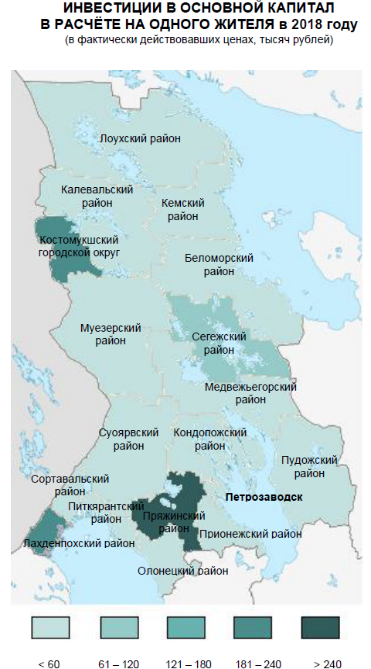 ИНВЕСТИЦИИ В ОСНОВНОЙ КАПИТАЛ
В РАСЧЁТЕ НА ОДНОГО ЖИТЕЛЯ в 2018 году
(в фактически действовавших ценах, тысяч рублей)
Лоухский район
Калевальский
район
Кемский
район
Костомукшский
городской округ
Беломорский
район
Муезерский
район
Сегежский
район
Медвежьегорский
район
Суоярвский
район
Кондопожский
район
Пудожский
район
Сортавальский
район
Петрозаводск
Питкярантский
район
Пряжинский
район
Прионежский район
Лахденпохский район
Олонецкий район
< 60
61 – 120
121 – 180
181 – 240
> 240